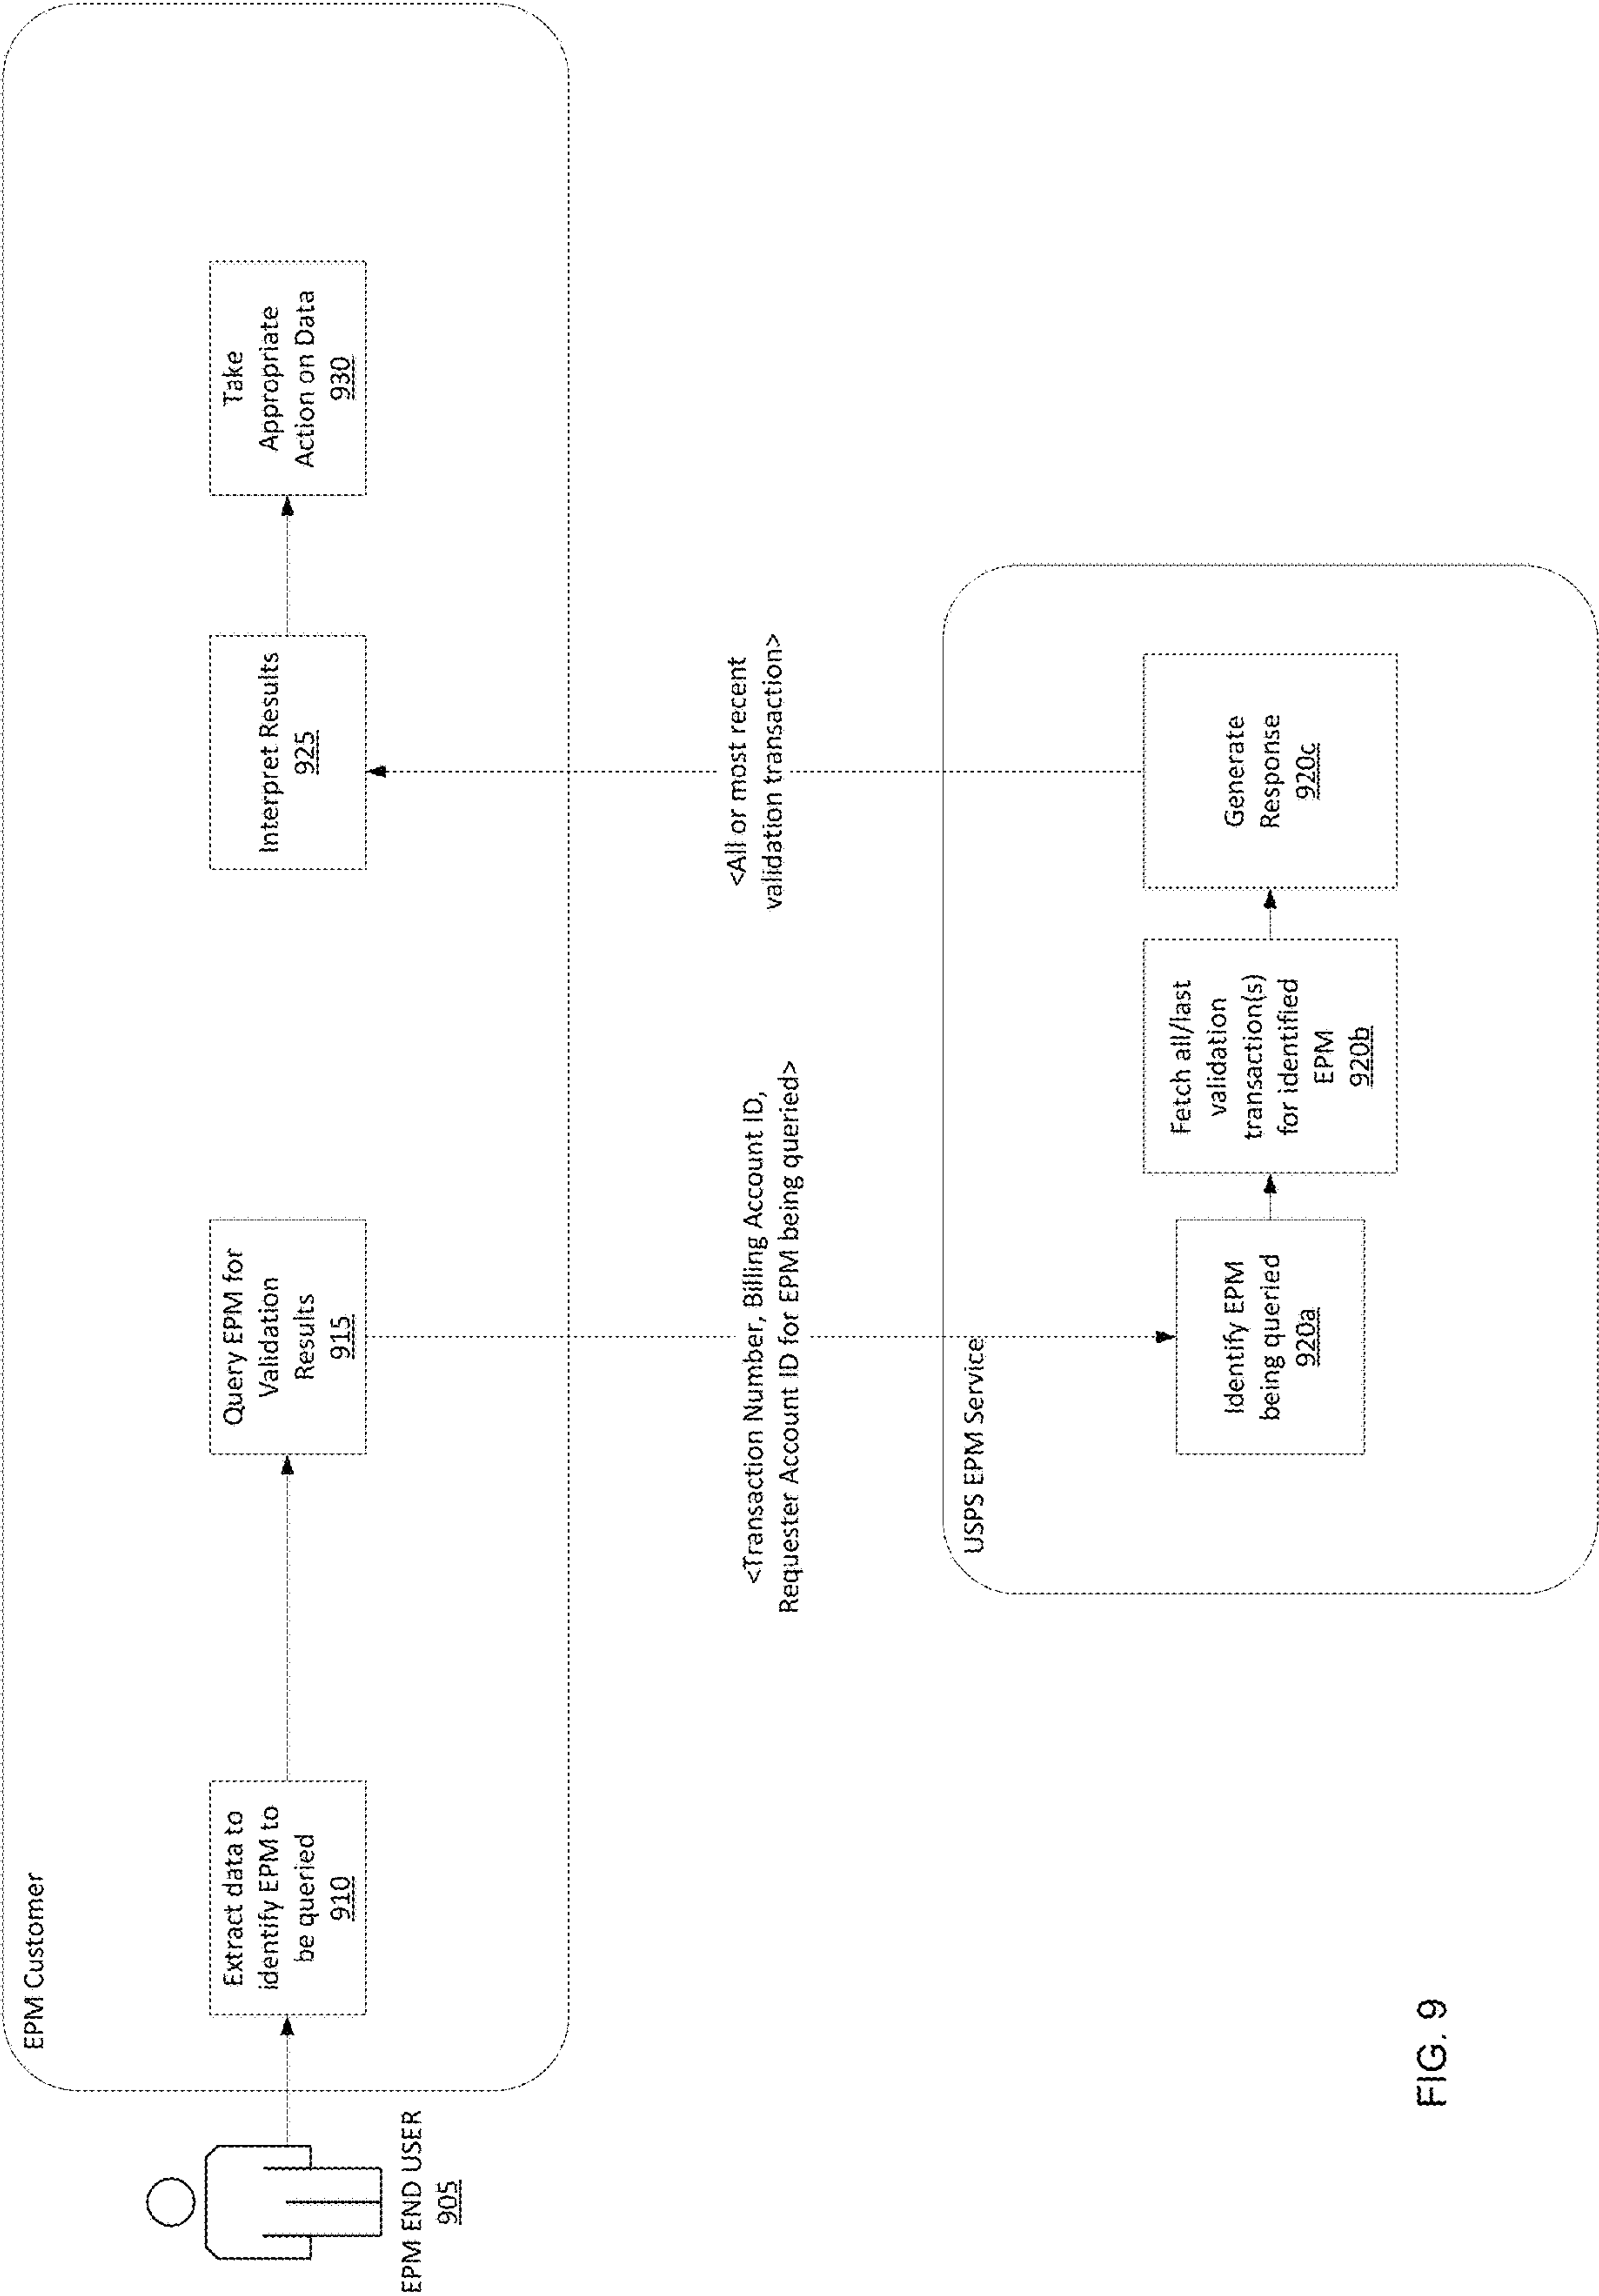 EPM Customer
EPM END USER
905
Extract data to
identify EPM to
be queried
910
Query EPM for
Validation
Results
915
Interpret Results
925
Take
Appropriate
Action on Data
930
<Transaction Number, Billing Account ID,
Requester Account ID for EPM being queried>
<All or most recent
validation transaction>
USPS EPM Service
Identify EPM
being queried
920a
Fetch all/last
validation
transaction(s)
for identified
EPM
920b
Generate
Response
920c
FIG. 9